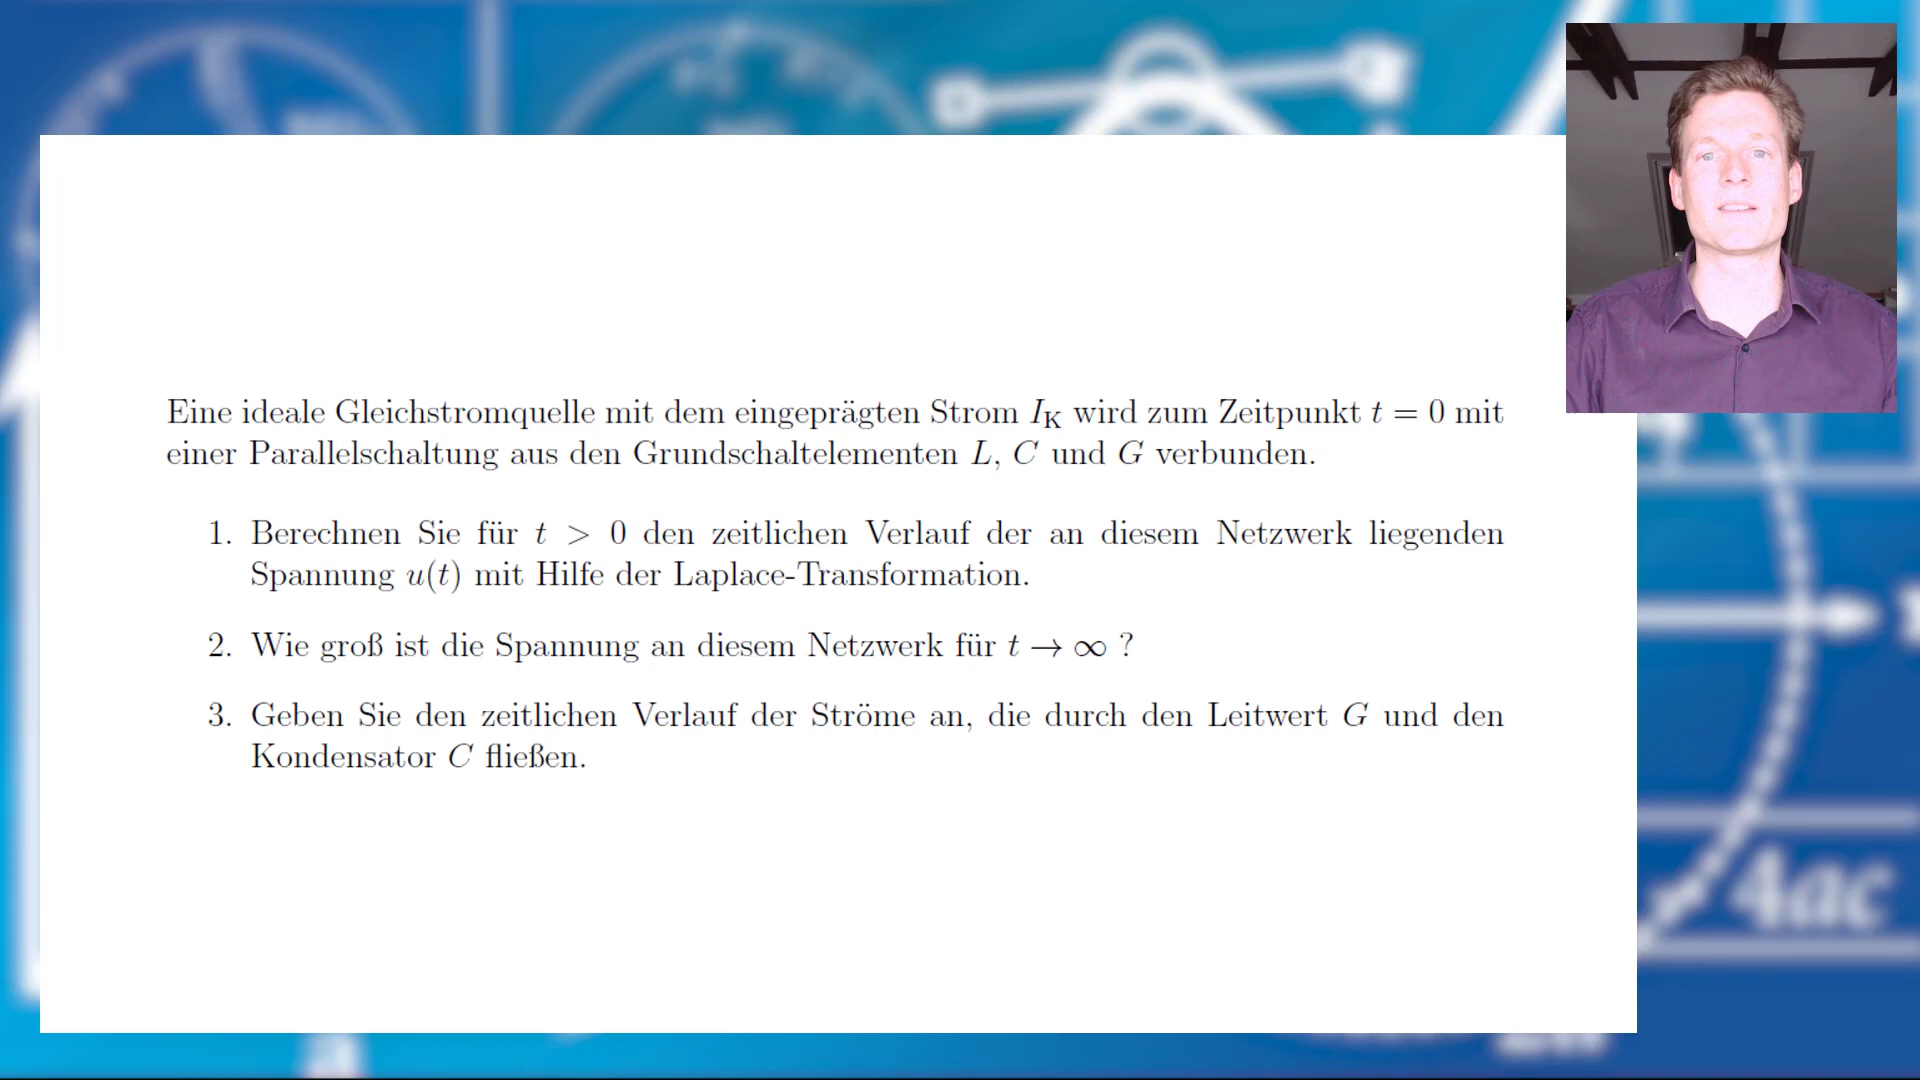 Eine ideale Gleichstromquelle mit dem eingeprägten Strom I_K wird zum Zeitpunkt t = 0 mit
einer Parallelschaltung aus den Grundschaltelementen L, C und G verbunden.
1. Berechnen Sie für t > 0 den zeitlichen Verlauf der an diesem Netzwerk liegenden
Spannung u(t) mit Hilfe der Laplace-Transformation.
2. Wie groß ist die Spannung an diesem Netzwerk für t → ∞ ?
3. Geben Sie den zeitlichen Verlauf der Ströme an, die durch den Leitwert G und den
Kondensator C fließen.
4ac